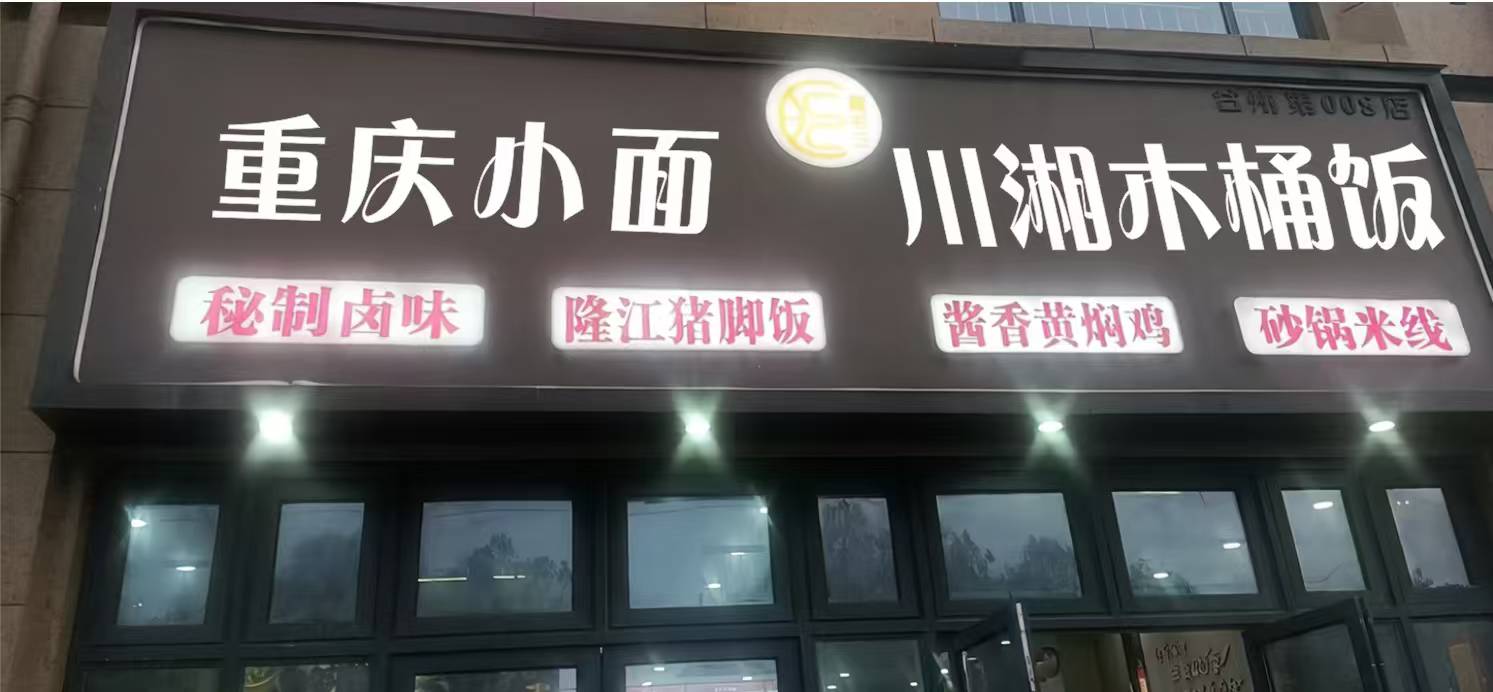 台州第008店
重庆小面
川湘木桶饭
秘制卤味
隆江猪脚饭
酱香黄焖鸡
砂锅米线